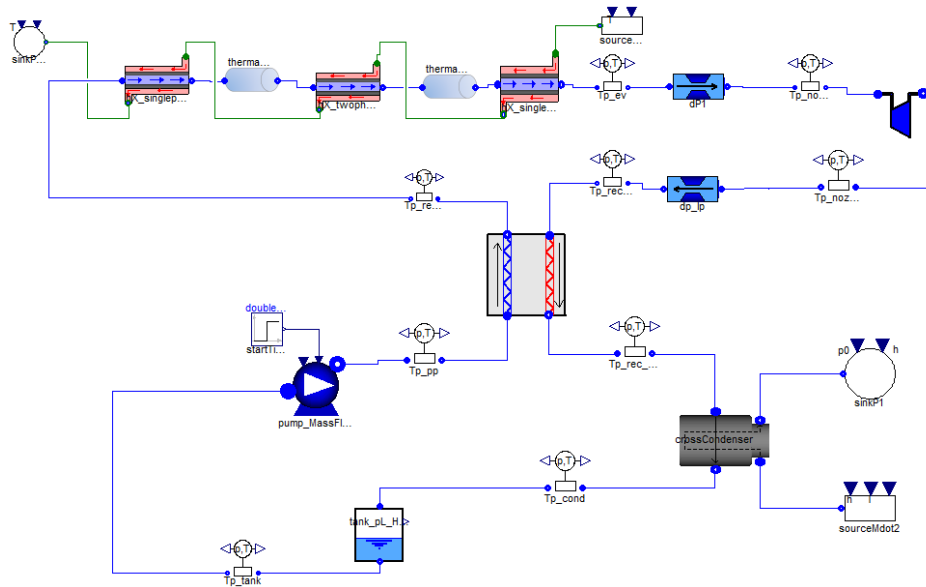 T
sinkP...
X_singlep...
therma...
X_twoph...
therma...
X_single...
source...
p,T
Tp_ev
dP1
p,T
Tp_no...
p,T
Tp_re...
p,T
Tp_rec...
dp_lp
p,T
Tp_noz...
double...
startTi...
p,T
Tp_pp
pump_MassFl...
p,T
Tp_rec_...
p0
h
sinkP1
crossCondenser
h
sourceMdot2
p,T
Tp_cond
tank_pL_H...
p,T
Tp_tank